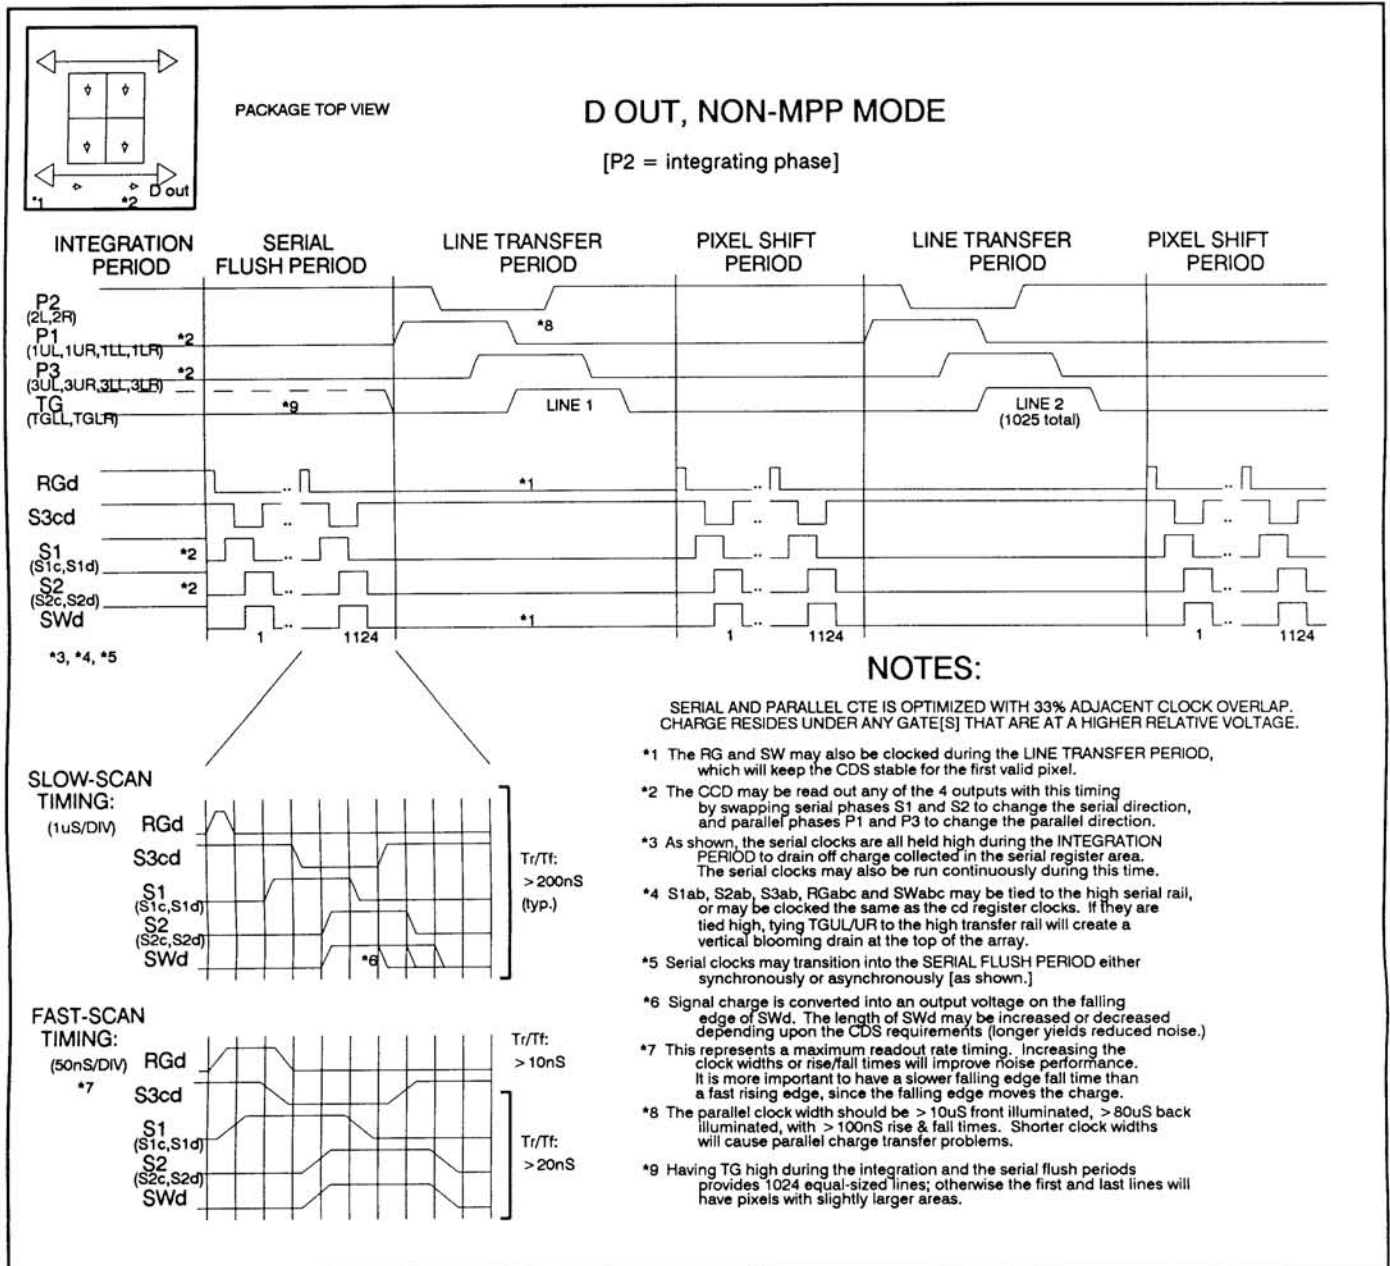 PACKAGE TOP VIEW
D OUT, NON-MPP MODE
[P2 = integrating phase]
D out
*1
*2
INTEGRATION
PERIOD
SERIAL
FLUSH PERIOD
LINE TRANSFER
PERIOD
PIXEL SHIFT
PERIOD
LINE TRANSFER
PERIOD
PIXEL SHIFT
PERIOD
P2
(2L,2R)
P1
*2
*8
(1UL,1UR,1LL,1LR)
P3
*2
(3UL,3UR,3LL,3LR)
TG
*9
LINE 1
LINE 2
(TGLL,TGLR)
(1025 total)
RGd
..
*1
..
..
S3cd
..
..
..
S1
*2
(S1c,S1d)
..
..
..
S2
*2
(S2c,S2d)
..
..
..
SWd
..
*1
..
..
1
1124
1
1124
1
1124
*3, *4, *5
NOTES:
SERIAL AND PARALLEL CTE IS OPTIMIZED WITH 33% ADJACENT CLOCK OVERLAP.
CHARGE RESIDES UNDER ANY GATE[S] THAT ARE AT A HIGHER RELATIVE VOLTAGE.
*1 The RG and SW may also be clocked during the LINE TRANSFER PERIOD,
which will keep the CDS stable for the first valid pixel.
*2 The CCD may be read out any of the 4 outputs with this timing
by swapping serial phases S1 and S2 to change the serial direction,
and parallel phases P1 and P3 to change the parallel direction.
*3 As shown, the serial clocks are all held high during the INTEGRATION
PERIOD to drain off charge collected in the serial register area.
The serial clocks may also be run continuously during this time.
*4 S1ab, S2ab, S3ab, RGabc and SWabc may be tied to the high serial rail,
or may be clocked the same as the cd register clocks. If they are
tied high, tying TGUL/UR to the high transfer rail will create a
vertical blooming drain at the top of the array.
*5 Serial clocks may transition into the SERIAL FLUSH PERIOD either
synchronously or asynchronously [as shown.]
*6 Signal charge is converted into an output voltage on the falling
edge of SWd. The length of SWd may be increased or decreased
depending upon the CDS requirements (longer yields reduced noise.)
*7 This represents a maximum readout rate timing. Increasing the
clock widths or rise/fall times will improve noise performance.
It is more important to have a slower falling edge fall time than
a fast rising edge, since the falling edge moves the charge.
*8 The parallel clock width should be > 10uS front illuminated, > 80uS back
illuminated, with > 100nS rise & fall times. Shorter clock widths
will cause parallel charge transfer problems.
*9 Having TG high during the integration and the serial flush periods
provides 1024 equal-sized lines; otherwise the first and last lines will
have pixels with slightly larger areas.
SLOW-SCAN
TIMING:
(1uS/DIV)
RGd
S3cd
S1
(S1c,S1d)
S2
(S2c,S2d)
SWd
*6
Tr/Tf:
> 200nS
(typ.)
FAST-SCAN
TIMING:
(50nS/DIV)
*7
RGd
S3cd
S1
(S1c,S1d)
S2
(S2c,S2d)
SWd
Tr/Tf:
> 10nS
Tr/Tf:
> 20nS